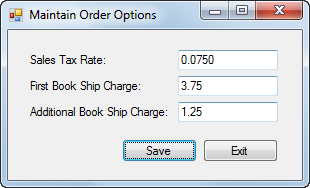 Maintain Order Options
Sales Tax Rate: 0.0750
First Book Ship Charge: 3.75
Additional Book Ship Charge: 1.25
Save Exit